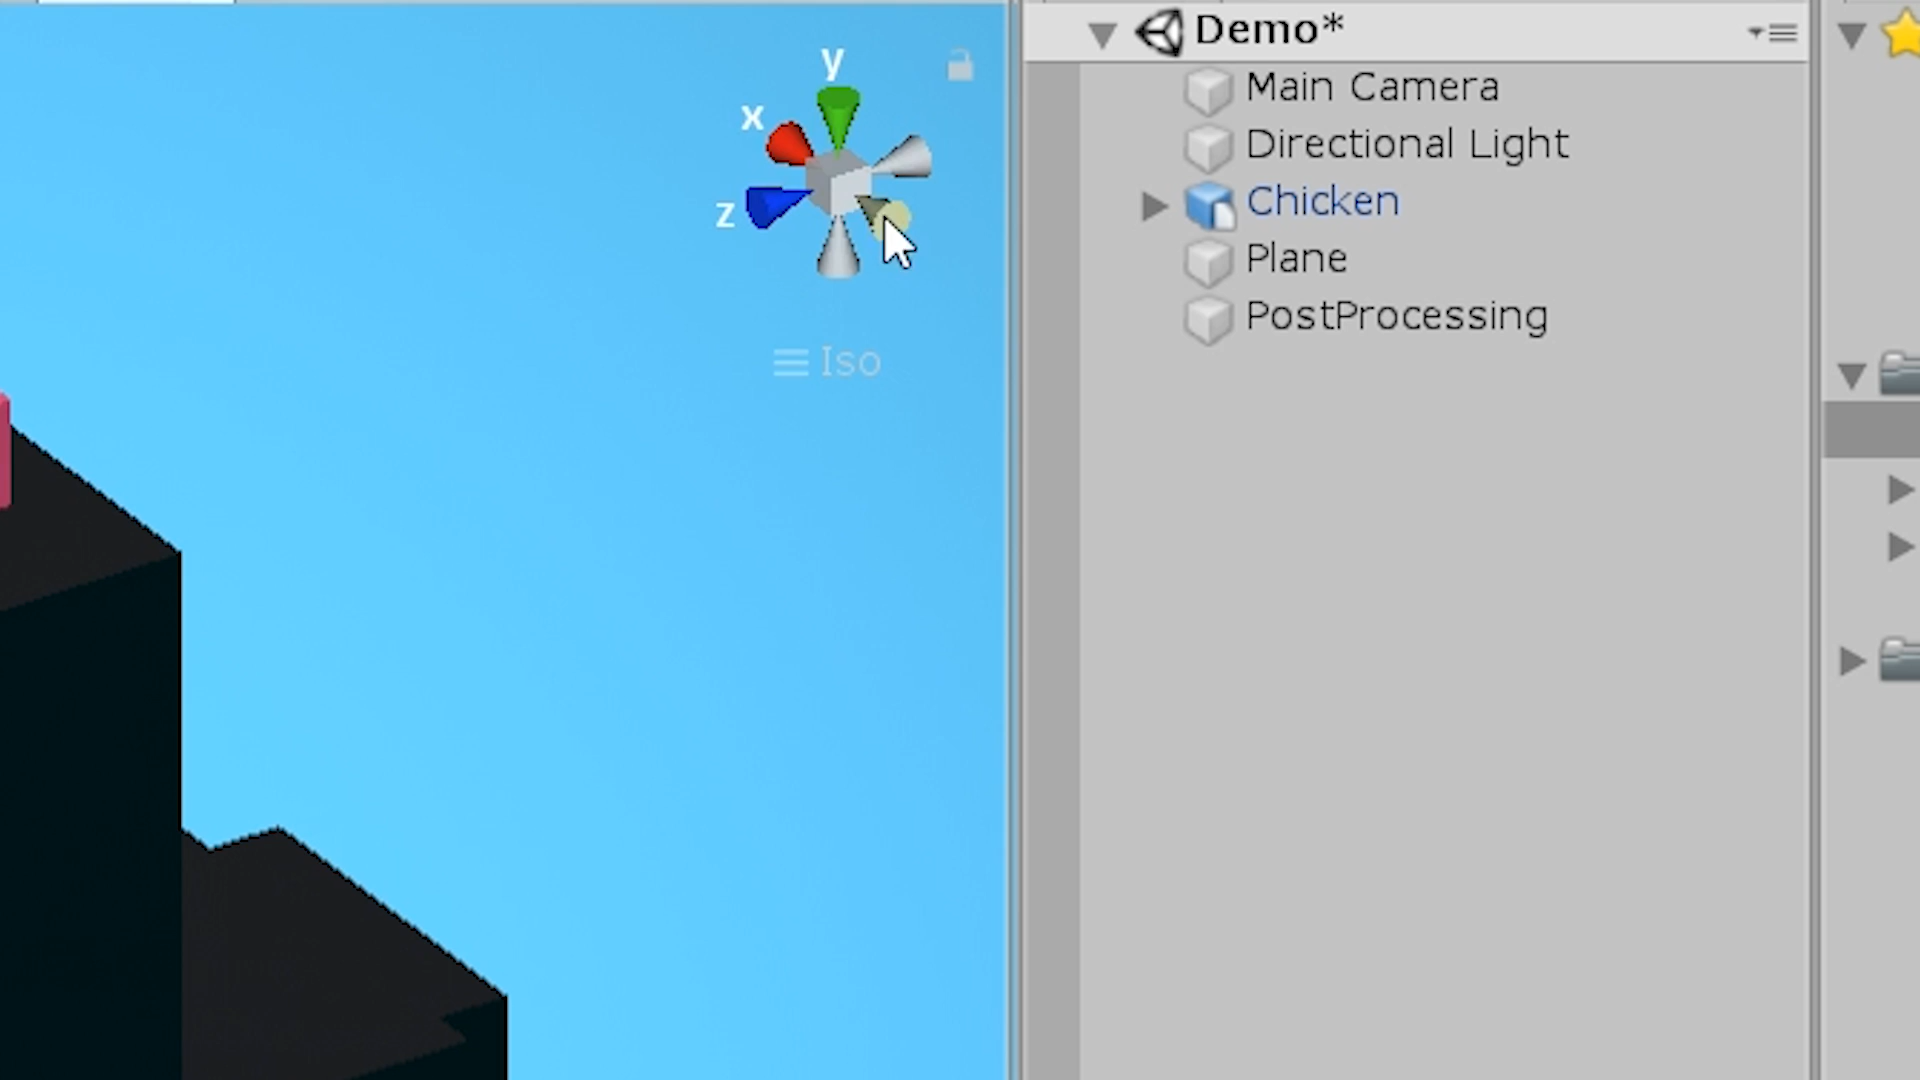 y
x
z
Iso
Demo*
Main Camera
Directional Light
Chicken
Plane
PostProcessing